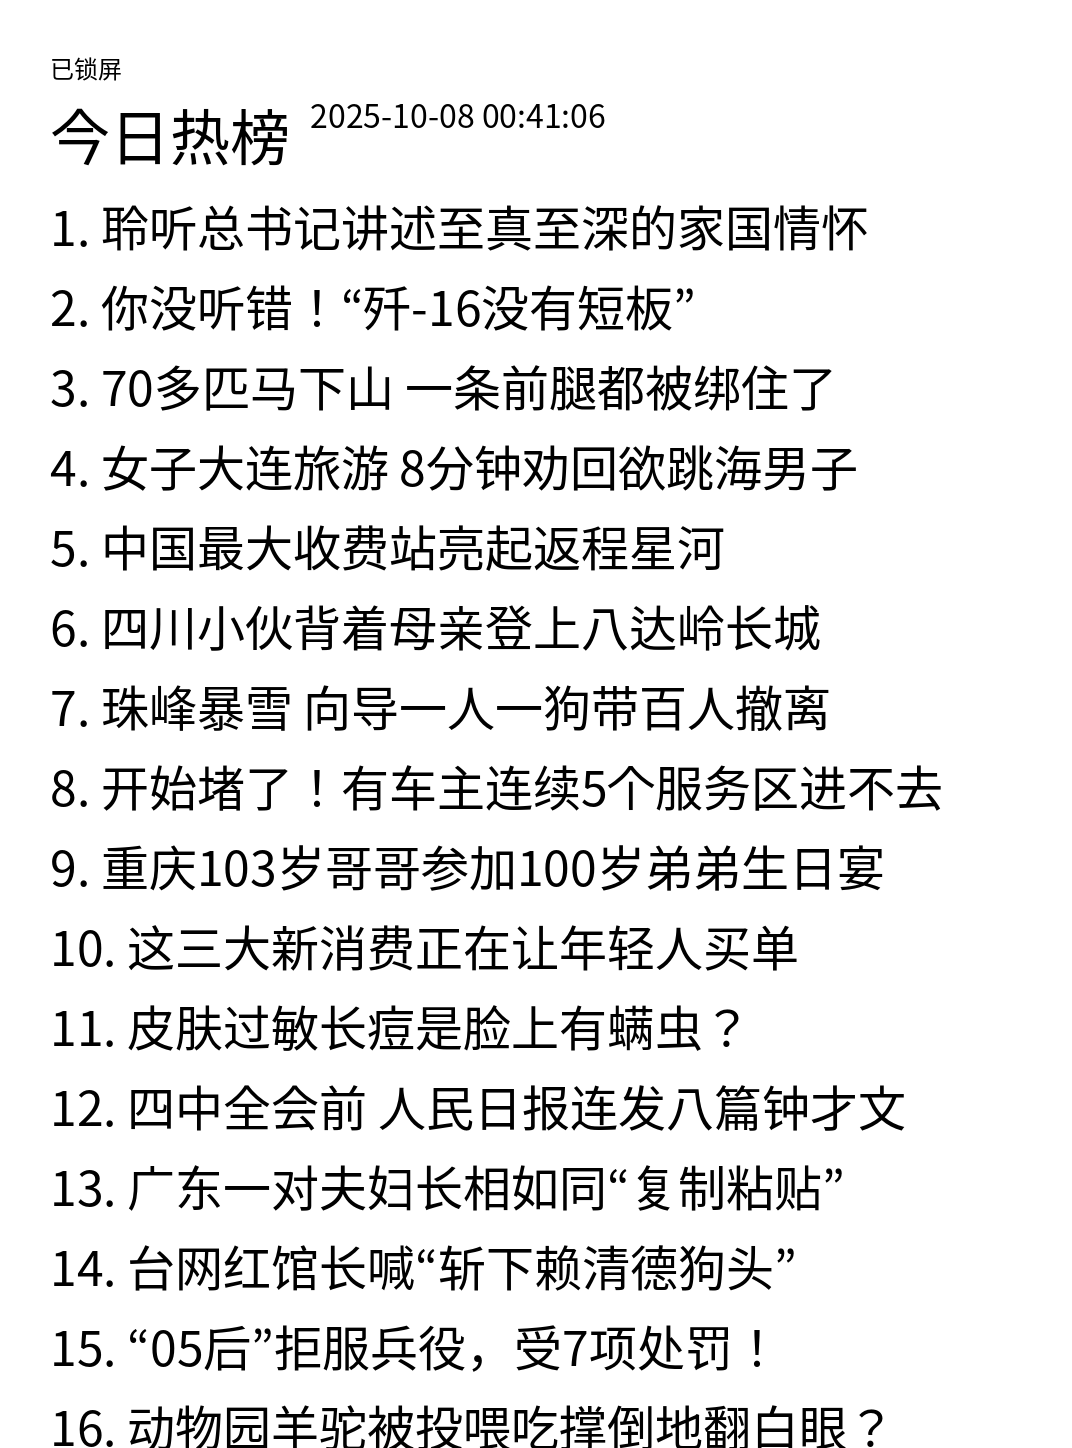 已锁屏
今日热榜 2025-10-08 00:41:06
1. 聆听总书记讲述至真至深的家国情怀
2. 你没听错！“歼-16没有短板”
3. 70多匹马下山 一条前腿都被绑住了
4. 女子大连旅游 8分钟劝回欲跳海男子
5. 中国最大收费站亮起返程星河
6. 四川小伙背着母亲登上八达岭长城
7. 珠峰暴雪 向导一人一狗带百人撤离
8. 开始堵了！有车主连续5个服务区进不去
9. 重庆103岁哥哥参加100岁弟弟生日宴
10. 这三大新消费正在让年轻人买单
11. 皮肤过敏长痘是脸上有螨虫？
12. 四中全会前 人民日报连发八篇钟才文
13. 广东一对夫妇长相如同“复制粘贴”
14. 台网红馆长喊“斩下赖清德狗头”
15. “05后”拒服兵役，受7项处罚！
16. 动物园羊驼被投喂吃撑倒地翻白眼？